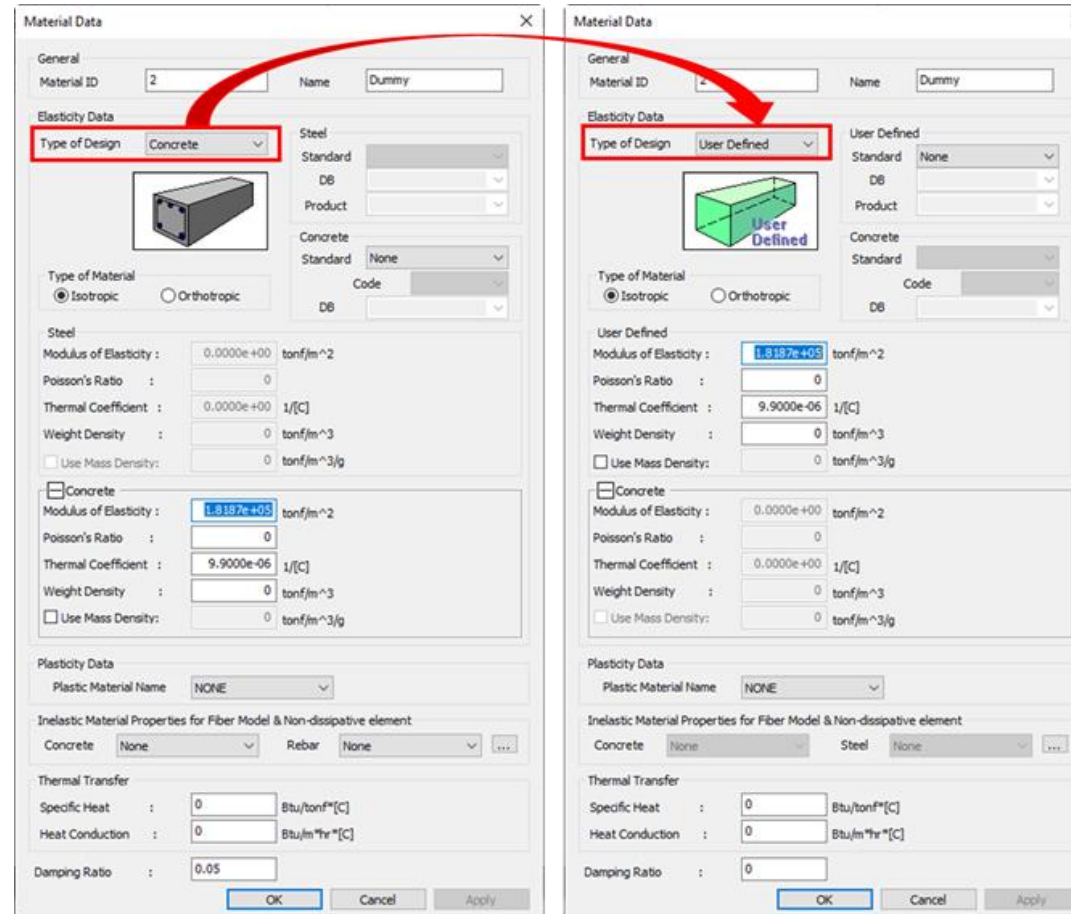 Material Data
General
Material ID 2 Name Dummy
Elasticity Data
Type of Design Concrete
Steel
Standard
DB
Product
Concrete
Standard None
Code
DB
Type of Material
Isotropic Orthotropic
Steel
Modulus of Elasticity : 0.0000e+00 tonf/m^2
Poisson's Ratio : 0
Thermal Coefficient : 0.0000e+00 1/[C]
Weight Density : 0 tonf/m^3
Use Mass Density: 0 tonf/m^3/g
Concrete
Modulus of Elasticity : 1.8187e+05 tonf/m^2
Poisson's Ratio : 0
Thermal Coefficient : 9.9000e-06 1/[C]
Weight Density : 0 tonf/m^3
Use Mass Density: 0 tonf/m^3/g
Plasticity Data
Plastic Material Name NONE
Inelastic Material Properties for Fiber Model & Non-dissipative element
Concrete None Rebar None ...
Thermal Transfer
Specific Heat : 0 Btu/tonf*[C]
Heat Conduction : 0 Btu/m*hr*[C]
Damping Ratio : 0.05
OK Cancel Apply
Material Data
General
Material ID 2 Name Dummy
Elasticity Data
Type of Design User Defined
User Defined
Standard None
DB
Product
User
Defined
Concrete
Standard
Code
DB
Type of Material
Isotropic Orthotropic
User Defined
Modulus of Elasticity : 1.8187e+05 tonf/m^2
Poisson's Ratio : 0
Thermal Coefficient : 9.9000e-06 1/[C]
Weight Density : 0 tonf/m^3
Use Mass Density: 0 tonf/m^3/g
Concrete
Modulus of Elasticity : 0.0000e+00 tonf/m^2
Poisson's Ratio : 0
Thermal Coefficient : 0.0000e+00 1/[C]
Weight Density : 0 tonf/m^3
Use Mass Density: 0 tonf/m^3/g
Plasticity Data
Plastic Material Name NONE
Inelastic Material Properties for Fiber Model & Non-dissipative element
Concrete None Steel None ...
Thermal Transfer
Specific Heat : 0 Btu/tonf*[C]
Heat Conduction : 0 Btu/m*hr*[C]
Damping Ratio : 0
OK Cancel Apply